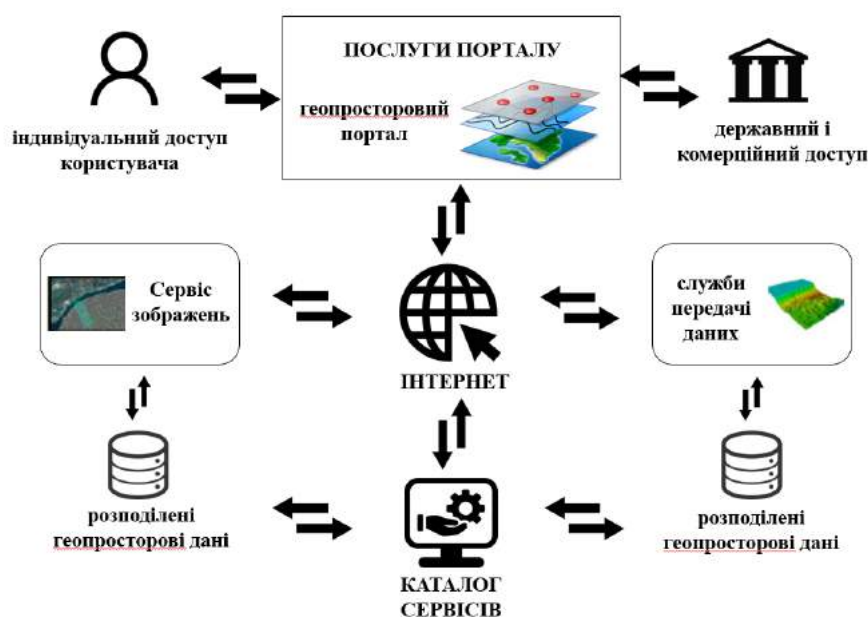 ПОСЛУГИ ПОРТАЛУ
геопросторовий
портал
індивідуальний доступ
користувача
державний і
комерційний доступ
Сервіс
зображень
служби
передачі
даних
ІНТЕРНЕТ
розподілені
геопросторові дані
розподілені
геопросторові дані
КАТАЛОГ
СЕРВІСІВ